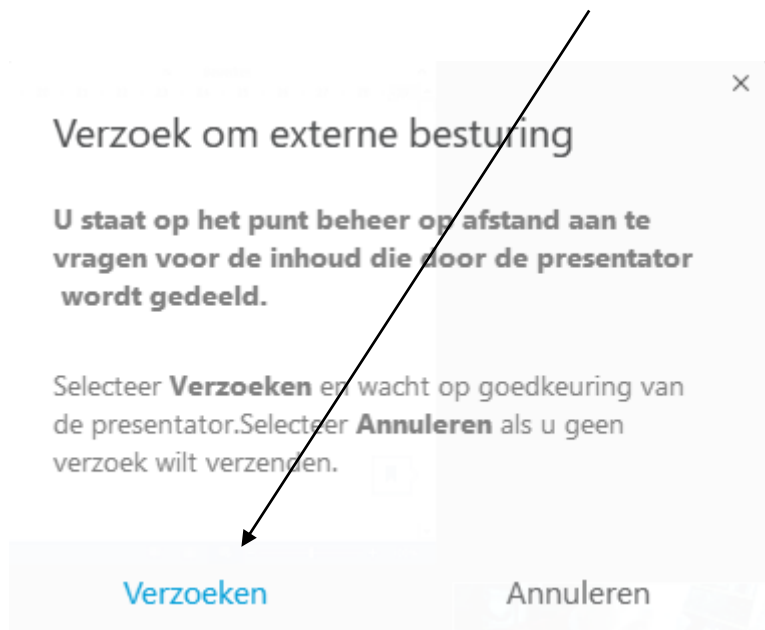 Verzoek om externe besturing
U staat op het punt beheer op afstand aan te
vragen voor de inhoud die door de presentator
wordt gedeeld.
Selecteer Verzoeken en wacht op goedkeuring van
de presentator.Selecteer Annuleren als u geen
verzoek wilt verzenden.
Verzoeken Annuleren